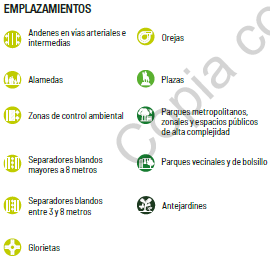 EMPLAZAMIENTOS
Andenes en vías arteriales e
intermedias
Alamedas
Zonas de control ambiental
Separadores blandos
mayores a 8 metros
Separadores blandos
entre 3 y 8 metros
Glorietas
Orejas
Plazas
Parques metropolitanos,
zonales y espacios públicos
de alta complejidad
Parques vecinales y de bolsillo
Antejardines
Copia co